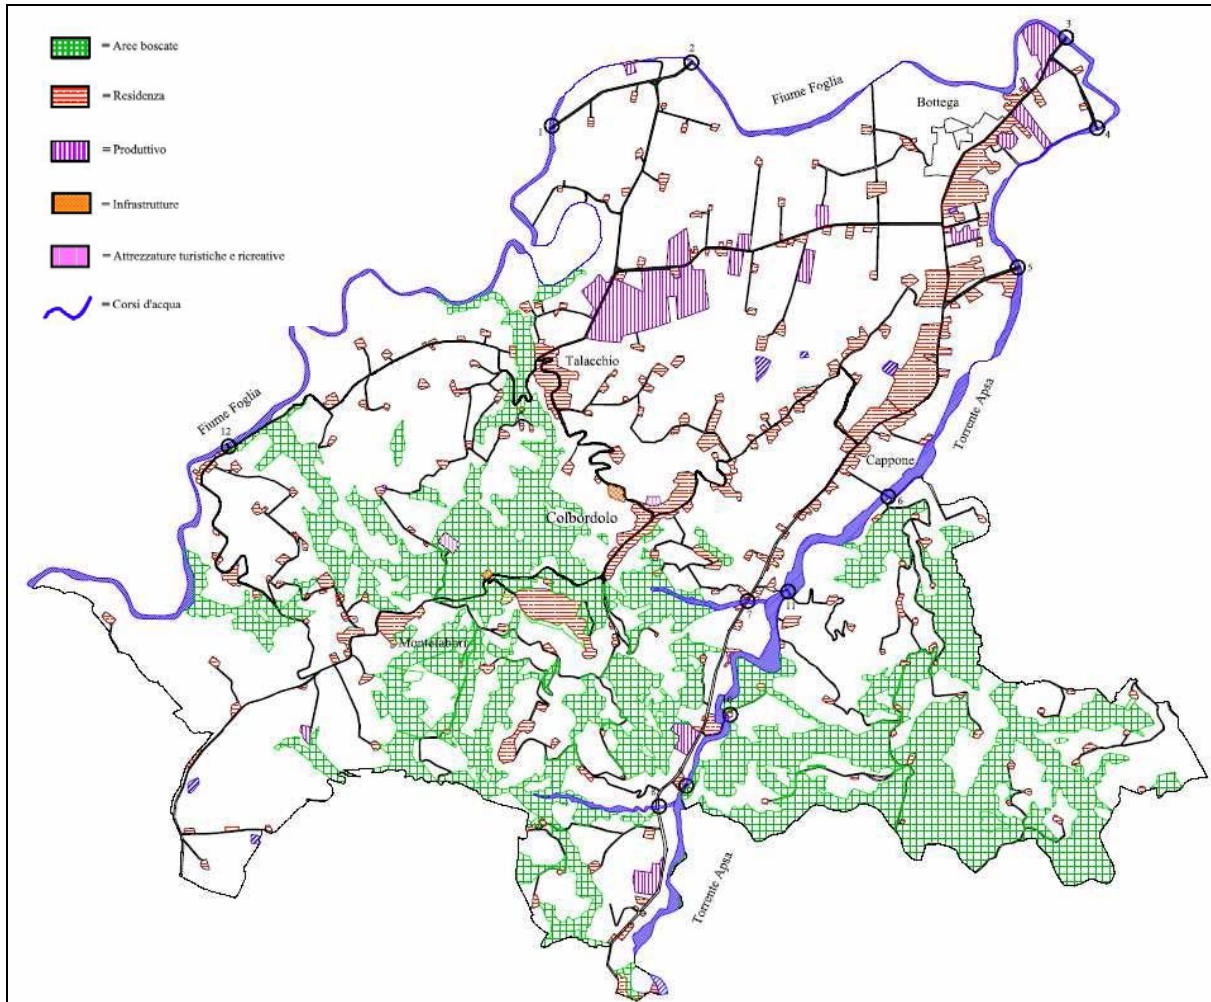 = Aree boscate
= Residenza
= Produttivo
= Infrastrutture
= Attrezzature turistiche e ricreative
= Corsi d'acqua
3
2
Fiume Foglia
Bottega
1
4
5
Talacchio
Fiume Foglia
12
Torrente Apsa
Cappone
6
Colbordolo
11
7
Montefabbri
8
Torrente Apsa